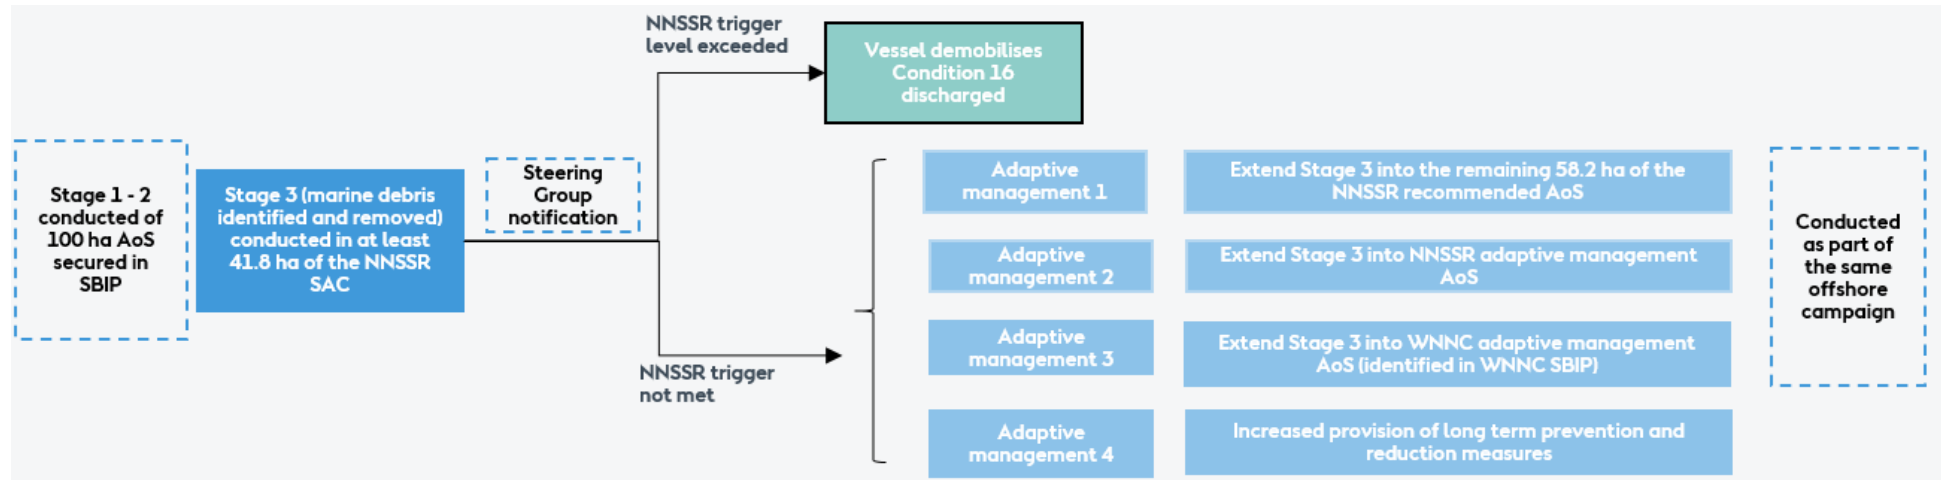 NNSSR trigger
level exceeded
Vessel demobilises
Condition 16
discharged
Stage 1 - 2
conducted of
100 ha AoS
secured in
SBIP
Stage 3 (marine debris
identified and removed)
conducted in at least
41.8 ha of the NNSSR
SAC
Steering
Group
notification
NNSSR trigger
not met
Adaptive
management 1
Extend Stage 3 into the remaining 58.2 ha of the
NNSSR recommended AoS
Adaptive
management 2
Extend Stage 3 into NNSSR adaptive management
AoS
Adaptive
management 3
Extend Stage 3 into WNNC adaptive management
AoS (identified in WNNC SBIP)
Adaptive
management 4
Increased provision of long term prevention and
reduction measures
Conducted
as part of
the same
offshore
campaign